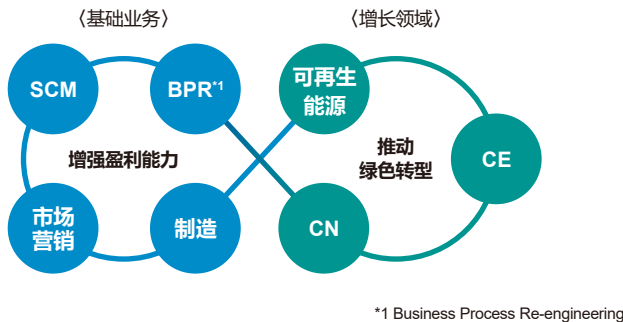 〈基础业务〉
〈增长领域〉
SCM
BPR*1
可再生
能源
增强盈利能力
推动
绿色转型
CE
市场
营销
制造
CN
*1 Business Process Re-engineering